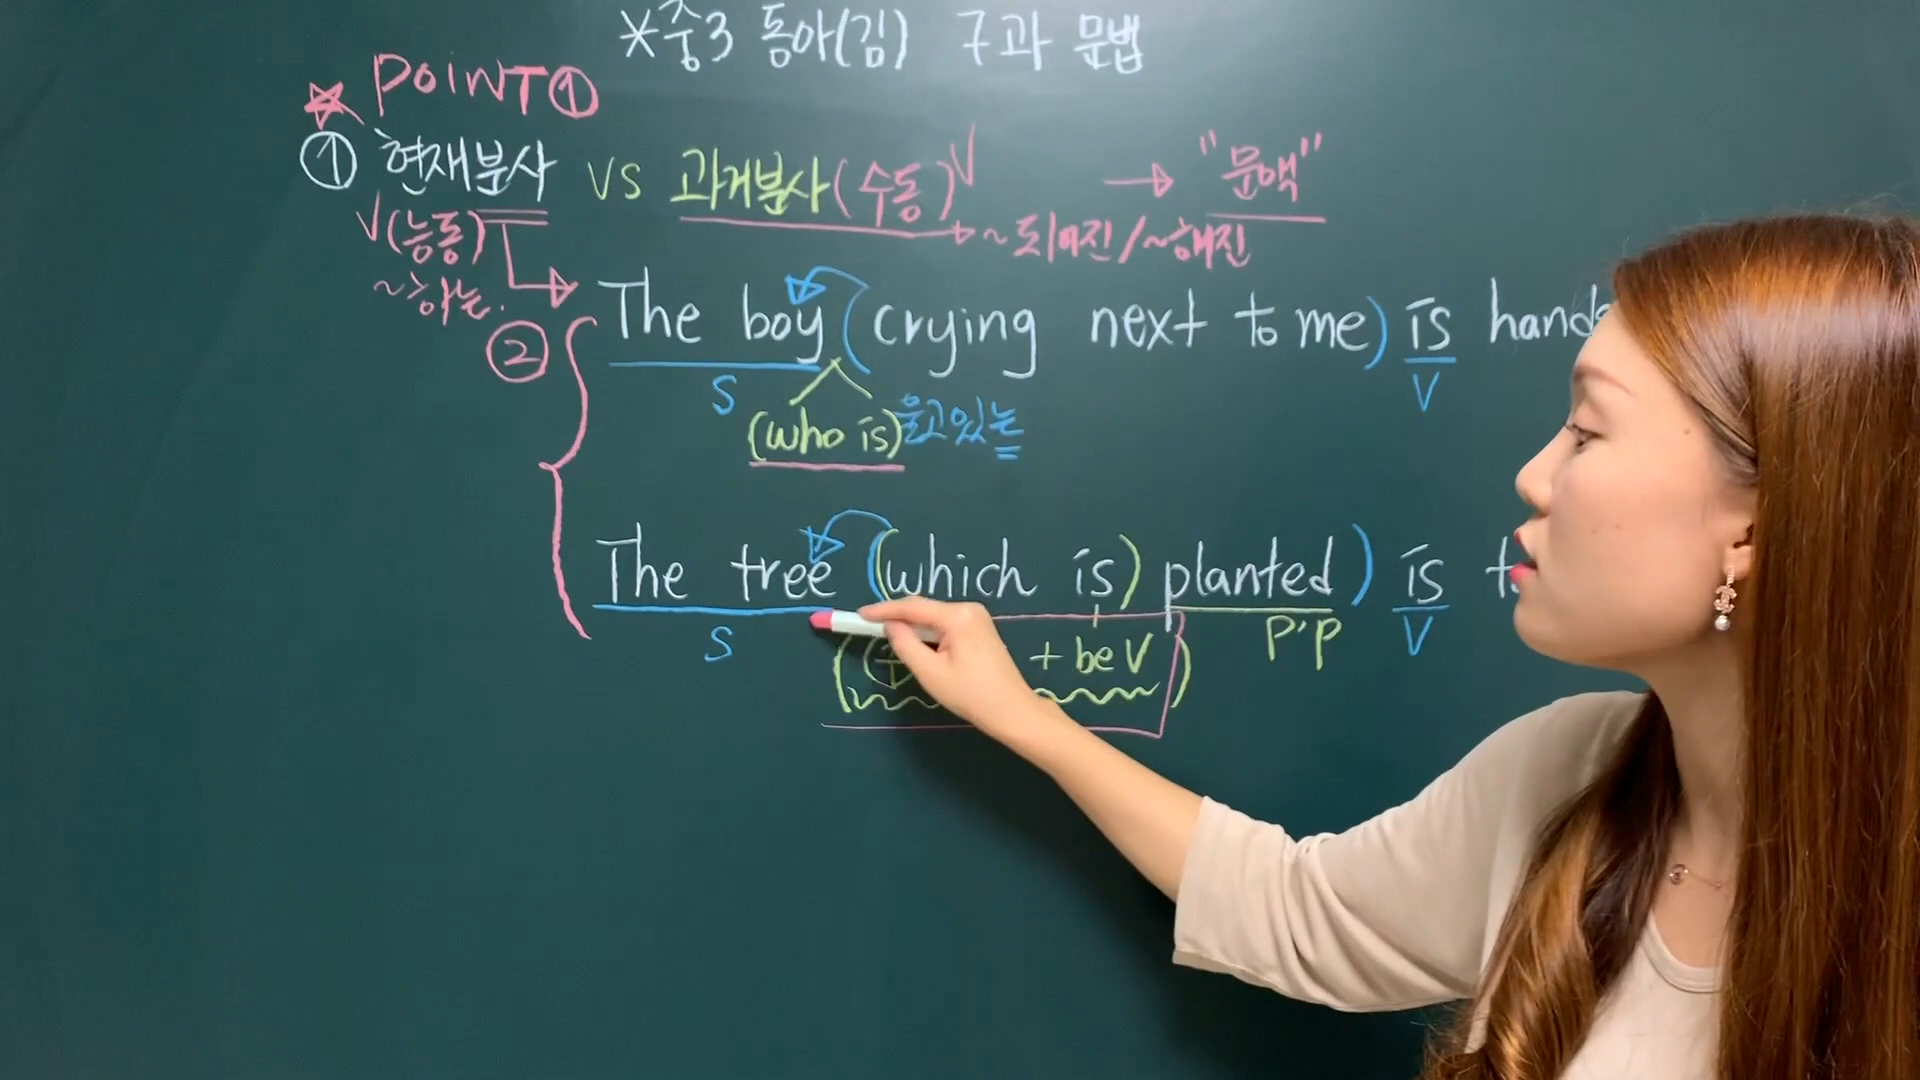 *중3 동아(김) 7과 문법
POINT①
① 현재분사 vs 과거분사(수동)V → "문맥"
V(능동) ~되어진/~해진
~하는.
② The boy (crying next to me) is
S (who is) 울고있는 V
The tree (which is) planted) is
S + be V) P.P V